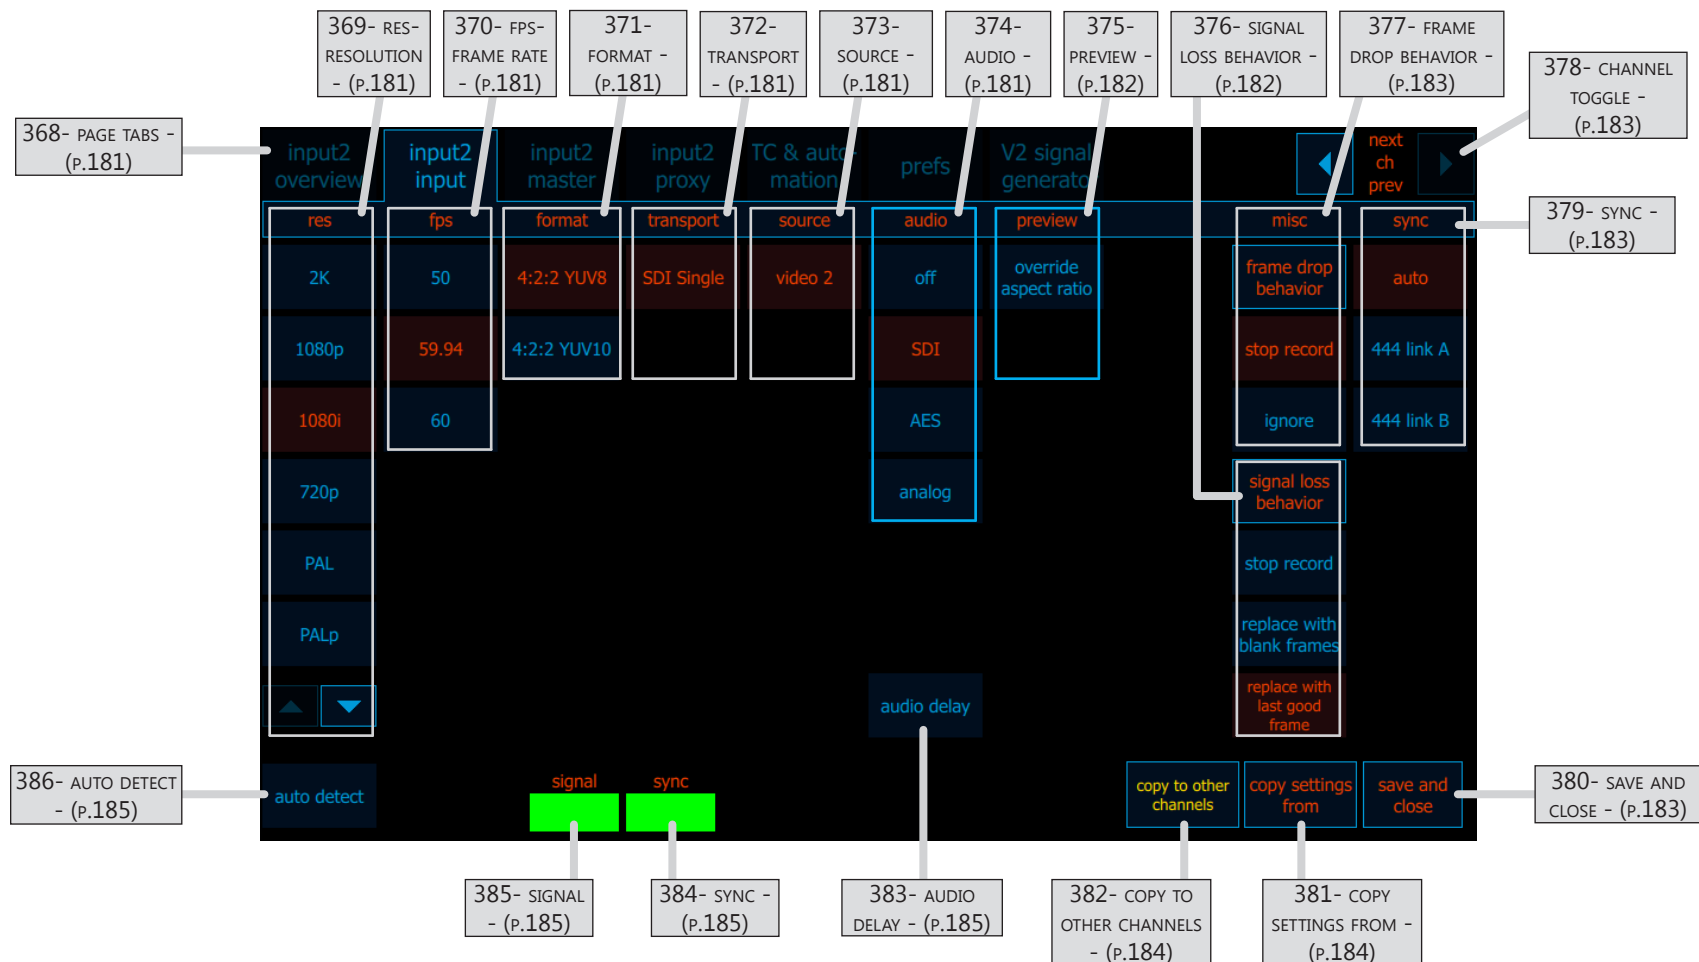 369- RES-
RESOLUTION
- (P.181)
370- FPS-
FRAME RATE
- (P.181)
371-
FORMAT -
(P.181)
372-
TRANSPORT
- (P.181)
373-
SOURCE -
(P.181)
374-
AUDIO -
(P.181)
375-
PREVIEW -
(P.182)
376- SIGNAL
LOSS BEHAVIOR -
(P.182)
377- FRAME
DROP BEHAVIOR -
(P.183)
378- CHANNEL
TOGGLE -
(P.183)
368- PAGE TABS -
(P.181)
input2
overview
input2
input
input2
master
input2
proxy
TC & auto-
mation
prefs
V2 signal
generator
next
ch
prev
379- SYNC -
(P.183)
res
fps
format
transport
source
audio
preview
misc
sync
2K
50
4:2:2 YUV8
SDI Single
video 2
off
override
aspect ratio
frame drop
behavior
auto
1080p
59.94
4:2:2 YUV10
SDI
stop record
444 link A
1080i
60
AES
ignore
444 link B
720p
analog
signal loss
behavior
PAL
stop record
PALp
replace with
blank frames
audio delay
replace with
last good
frame
386- AUTO DETECT
- (P.185)
auto detect
signal
sync
copy to other
channels
copy settings
from
save and
close
380- SAVE AND
CLOSE - (P.183)
385- SIGNAL
- (P.185)
384- SYNC -
(P.185)
383- AUDIO
DELAY - (P.185)
382- COPY TO
OTHER CHANNELS
- (P.184)
381- COPY
SETTINGS FROM -
(P.184)